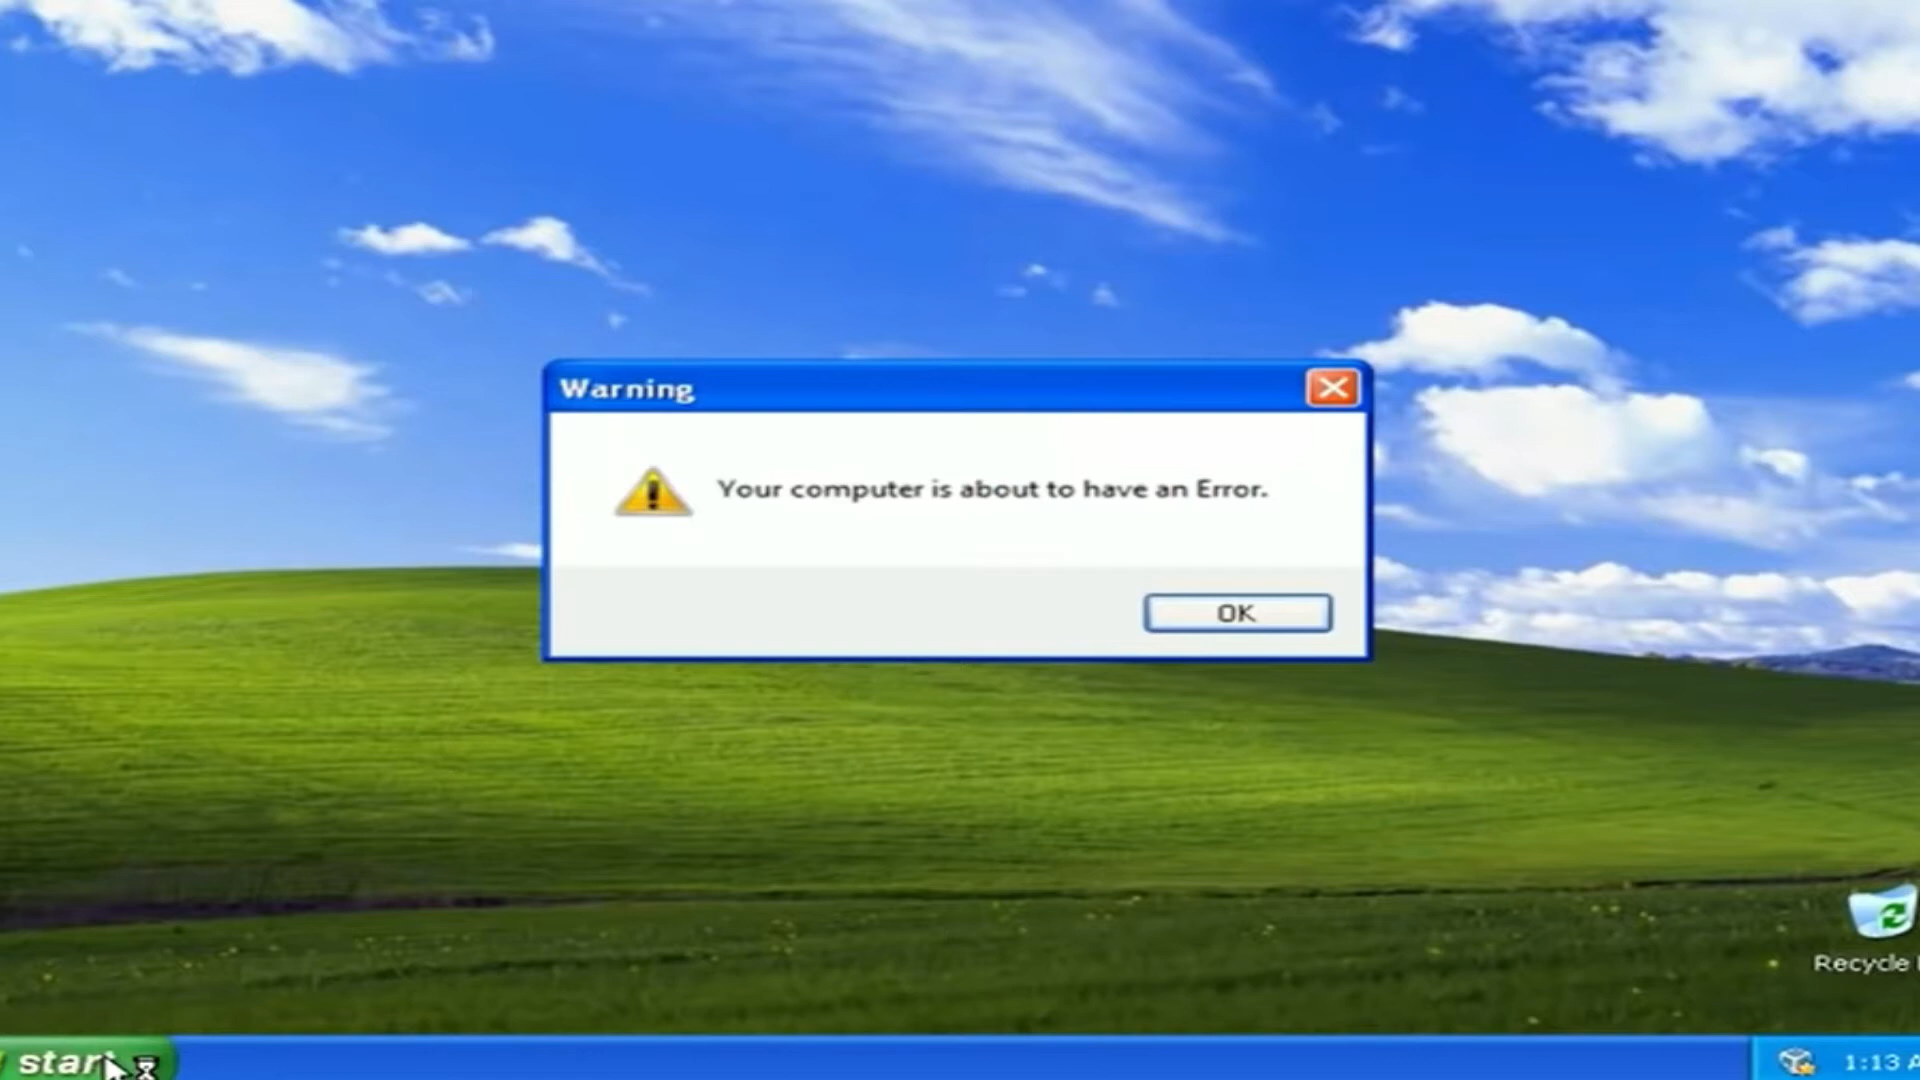 Warning
Your computer is about to have an Error.
OK
Recycle
start
1:13 A